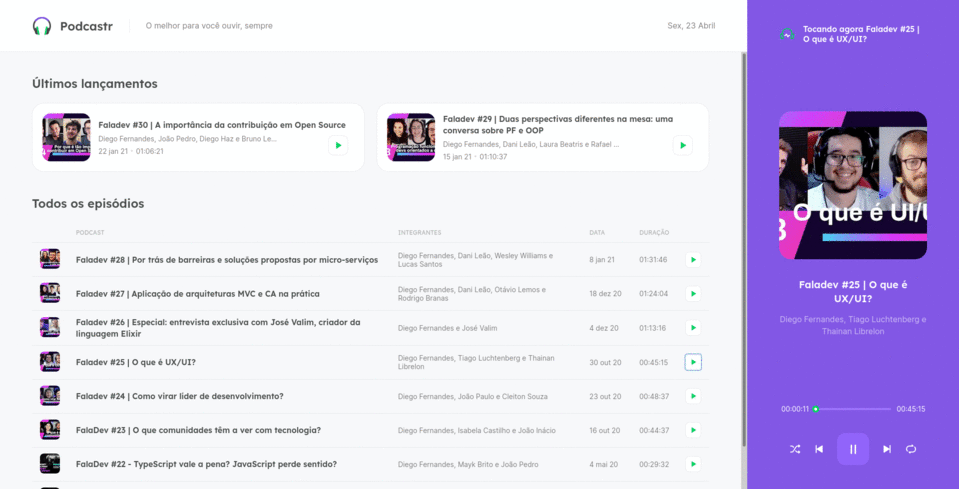 Podcastr
O melhor para você ouvir, sempre
Sex, 23 Abril
Últimos lançamentos
Faladev #30 | A importância da contribuição em Open Source
Diego Fernandes, João Pedro, Diego Haz e Bruno Le...
22 jan 21 · 01:06:21
Faladev #29 | Duas perspectivas diferentes na mesa: uma
conversa sobre PF e OOP
Diego Fernandes, Dani Leão, Laura Beatris e Rafael ...
15 jan 21 · 01:10:37
Todos os episódios
PODCAST INTEGRANTES DATA DURAÇÃO
Faladev #28 | Por trás de barreiras e soluções propostas por micro-serviços
Diego Fernandes, Dani Leão, Wesley Williams e
Lucas Santos
8 jan 21
01:31:46
Faladev #27 | Aplicação de arquiteturas MVC e CA na prática
Diego Fernandes, Dani Leão, Otávio Lemos e
Rodrigo Branas
18 dez 20
01:24:04
Faladev #26 | Especial: entrevista exclusiva com José Valim, criador da
linguagem Elixir
Diego Fernandes e José Valim
4 dez 20
01:13:16
Faladev #25 | O que é UX/UI?
Diego Fernandes, Tiago Luchtenberg e Thainan
Librelon
30 out 20
00:45:15
Faladev #24 | Como virar lider de desenvolvimento?
Diego Fernandes, João Paulo e Cleiton Souza
23 out 20
00:48:37
FalaDev #23 | O que comunidades têm a ver com tecnologia?
Diego Fernandes, Isabela Castilho e João Inácio
16 out 20
00:44:37
FalaDev #22 - TypeScript vale a pena? JavaScript perde sentido?
Diego Fernandes, Mayk Brito e João Pedro
4 mai 20
00:29:32
Tocando agora Faladev #25 |
O que é UX/UI?
O que é UI/U
Faladev #25 | O que é
UX/UI?
Diego Fernandes, Tiago Luchtenberg e
Thainan Librelon
00:00:11
00:45:15